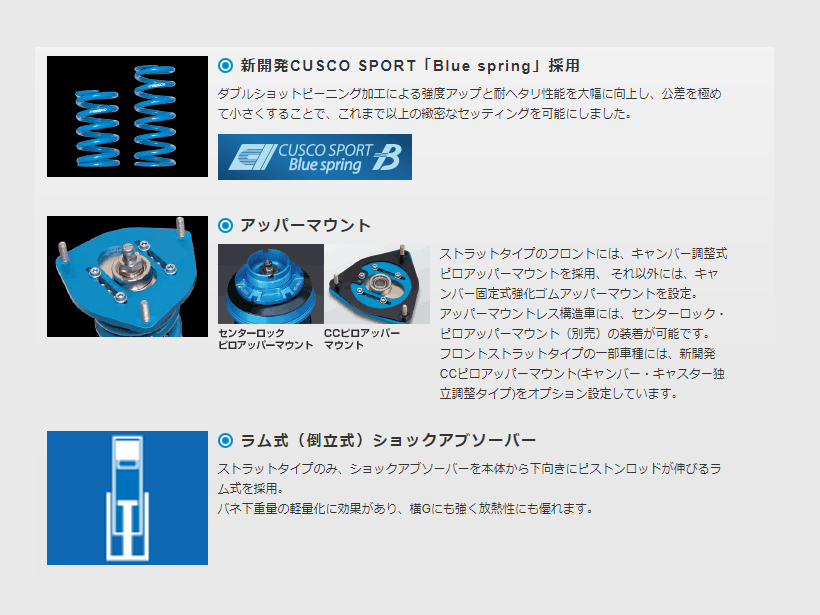 新開発CUSCO SPORT「Blue spring」採用
ダブルショットピーニング加工による強度アップと耐ヘタリ性能を大幅に向上し、公差を極め
て小さくすることで、これまで以上の緻密なセッティングを可能にしました。
CUSCO SPORT
Blue spring
B
アッパーマウント
センターロック
ピロアッパーマウント
CCピロアッパー
マウント
ストラットタイプのフロントには、キャンバー調整式
ピロアッパーマウントを採用、 それ以外には、キャ
ンバー固定式強化ゴムアッパーマウントを設定。
アッパーマウントレス構造車には、センターロック・
ピロアッパーマウント（別売）の装着が可能です。
フロントストラットタイプの一部車種には、新開発
CCピロアッパーマウント(キャンバー・キャスター独
立調整タイプ)をオプション設定しています。
ラム式（倒立式）ショックアブソーバー
ストラットタイプのみ、ショックアブソーバーを本体から下向きにピストンロッドが伸びるラ
ム式を採用。
バネ下重量の軽量化に効果があり、横Gにも強く放熱性にも優れます。